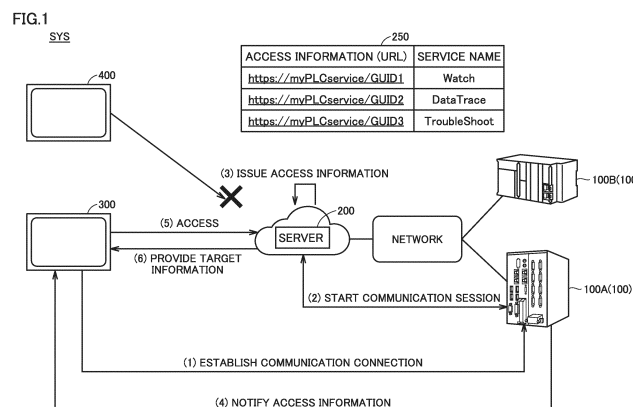 FIG.1
SYS
250
ACCESS INFORMATION (URL) SERVICE NAME
https://myPLCservice/GUID1 Watch
https://myPLCservice/GUID2 DataTrace
https://myPLCservice/GUID3 TroubleShoot
400
(3) ISSUE ACCESS INFORMATION
100B(100
300
200
(5) ACCESS
SERVER
NETWORK
(6) PROVIDE TARGET
INFORMATION
(2) START COMMUNICATION SESSION
100A(100)
(1) ESTABLISH COMMUNICATION CONNECTION
(4) NOTIFY ACCESS INFORMATION